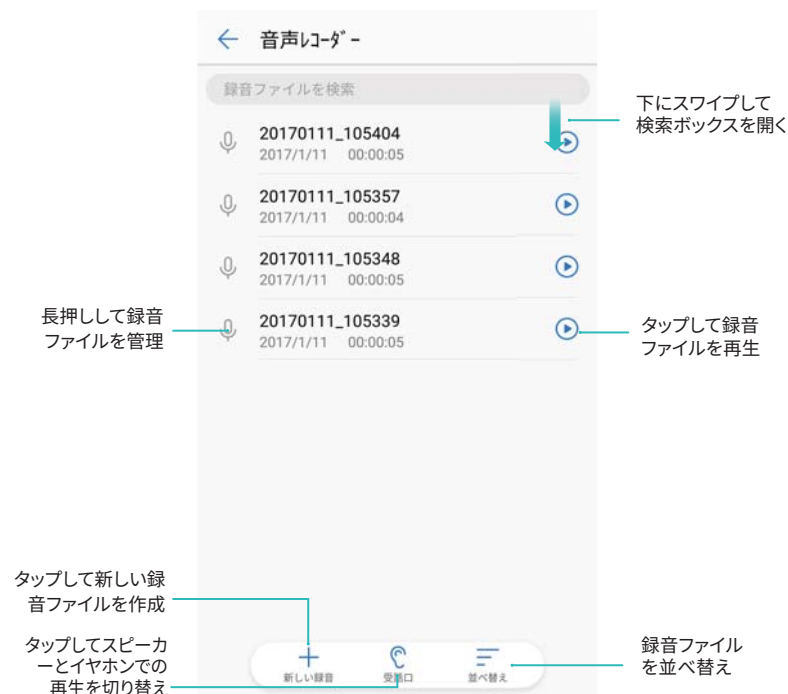 音声ﾚｺｰﾀﾞｰ
録音ファイルを検索
下にスワイプして
検索ボックスを開く
20170111_105404
2017/1/11 00:00:05
20170111_105357
2017/1/11 00:00:04
20170111_105348
2017/1/11 00:00:05
20170111_105339
2017/1/11 00:00:05
長押しして録音
ファイルを管理
タップして録音
ファイルを再生
タップして新しい録
音ファイルを作成
タップしてスピーカ
ーとイヤホンでの
再生を切り替え
新しい録音
受話口
並べ替え
録音ファイル
を並べ替え